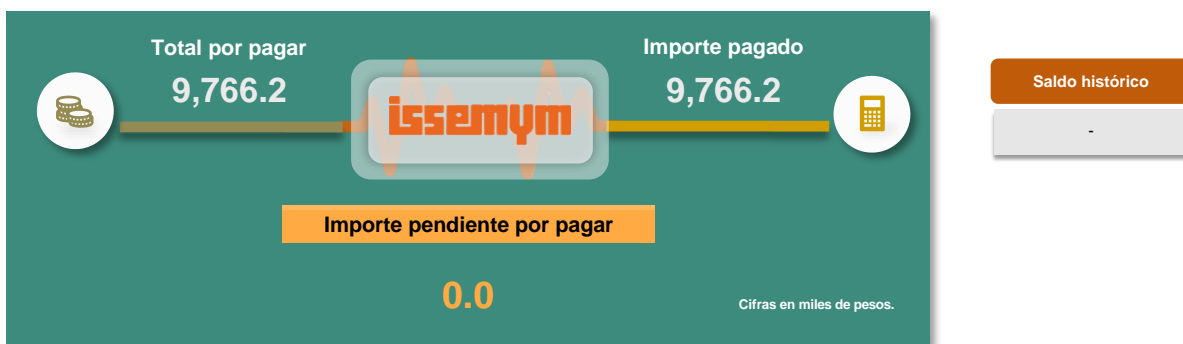 Total por pagar
9,766.2
issemym
Importe pagado
9,766.2
Importe pendiente por pagar
0.0
Cifras en miles de pesos.
Saldo histórico
-